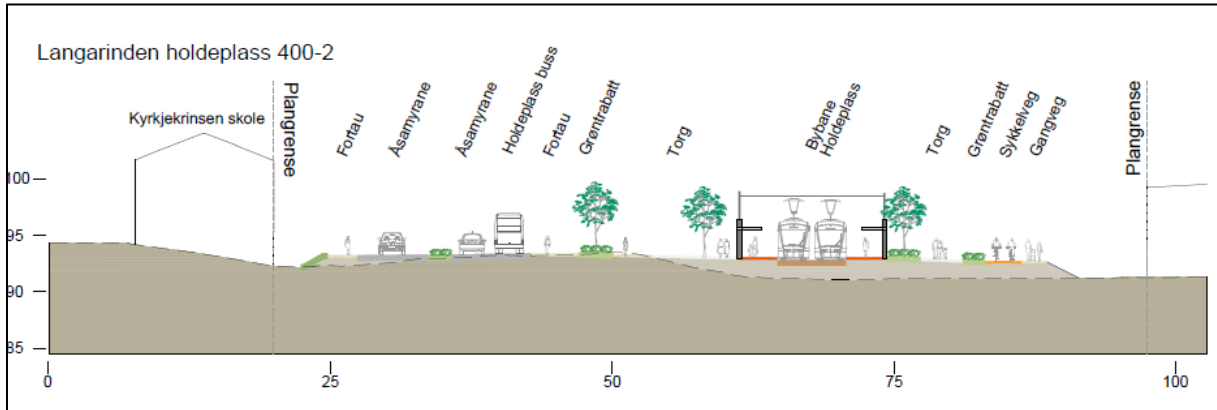 Langarinden holdeplass 400-2
Kyrkjekrinsen skole
Plangrense
Fortau
Åsamyrane
Åsamyrane
Holdeplass buss
Fortau
Grøntrabatt
Torg
Bybane
Holdeplass
Torg
Grøntrabatt
Sykkelveg
Gangveg
Plangrense
100
95
90
85
0
25
50
75
100